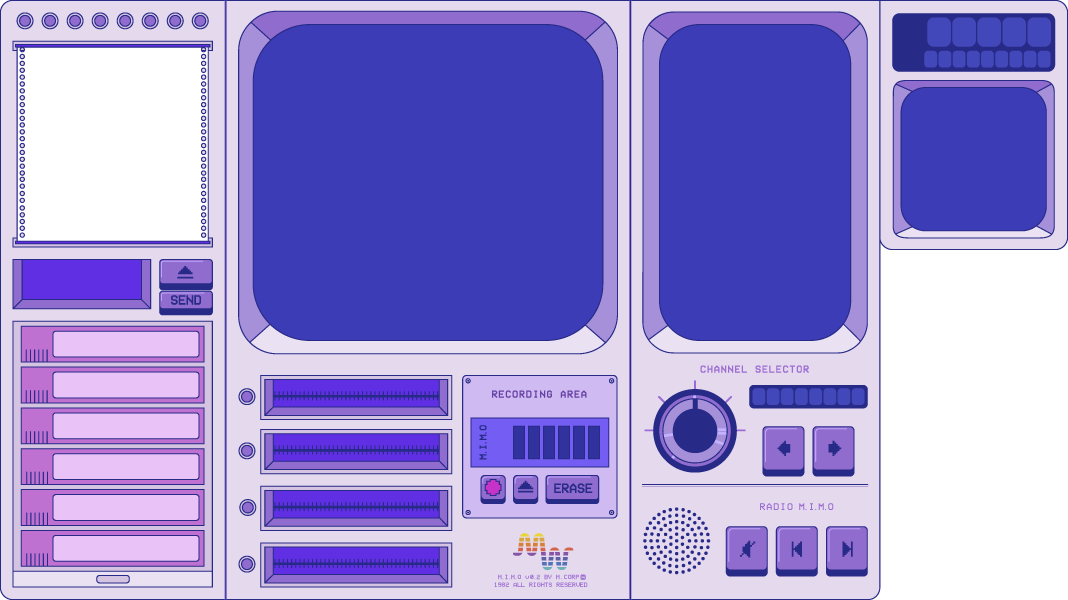 SEND
RECORDING AREA
M.I.M.O
ERASE
M.I.M.O v0.2 BY M.CORP
1982 ALL RIGHTS RESERVED
CHANNEL SELECTOR
RADIO M.I.M.O